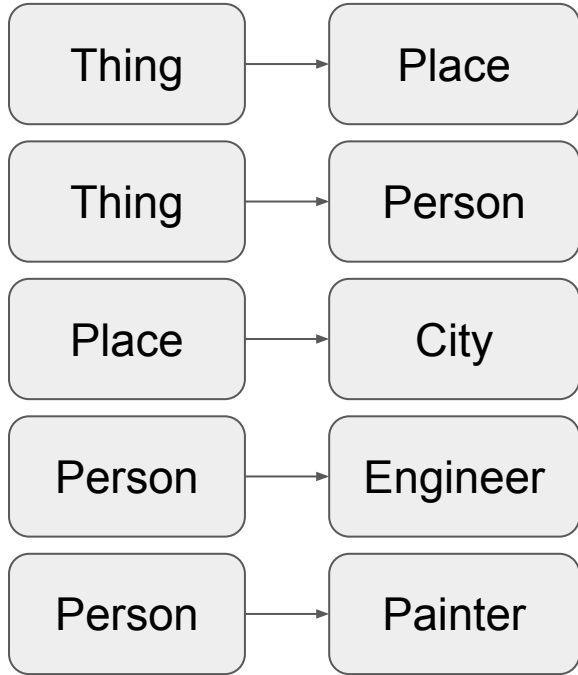 Thing Place
Thing Person
Place City
Person Engineer
Person Painter